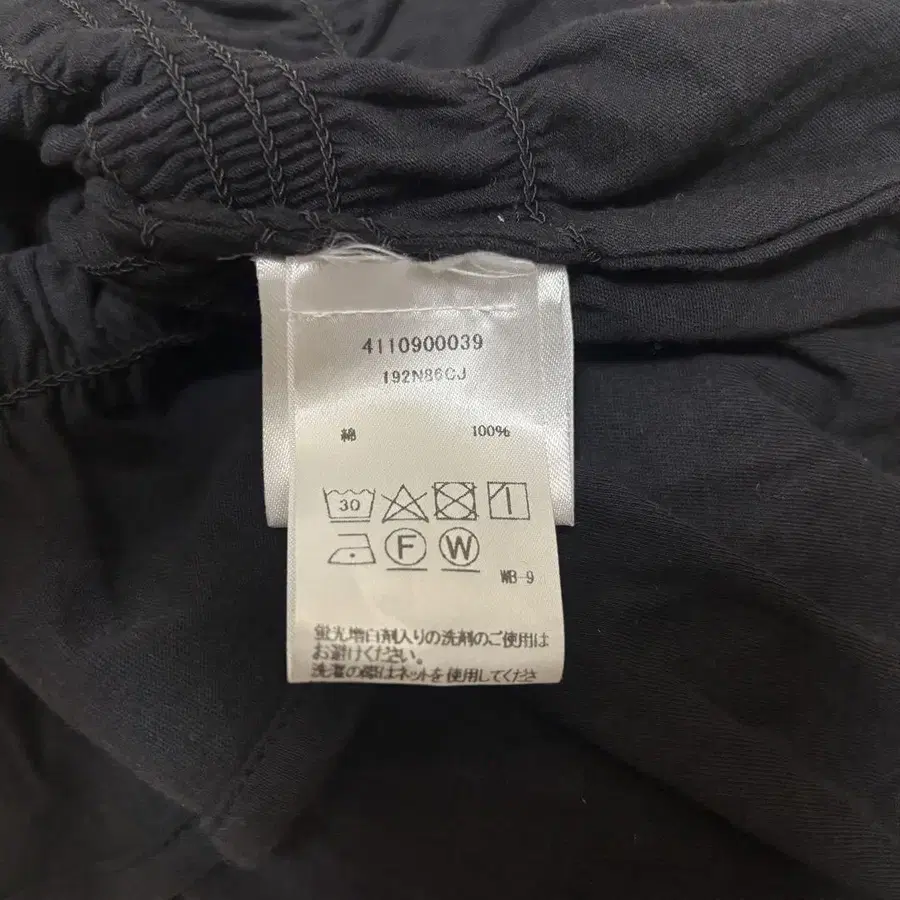 4110900039
192N86CJ
綿 100%
30
F W
WB-9
蛍光増白剤入りの洗剤のご使用は
お避けください。
洗濯の際はネットを使用してくださ